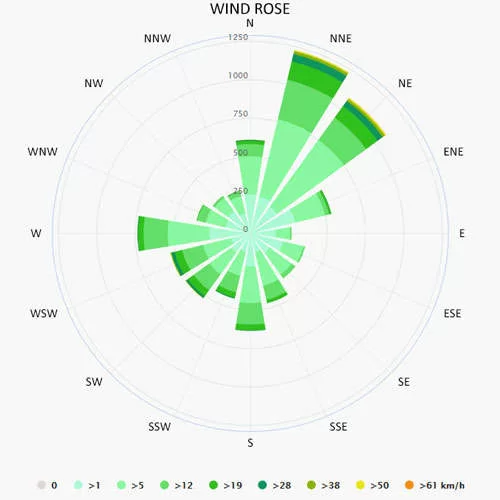 WIND ROSE
N
1250
NNW
NNE
1000
NW
NE
750
500
WNW
ENE
250
0
W
E
WSW
ESE
SW
SE
SSW
SSE
S
0 >1 >5 >12 >19 >28 >38 >50 >61 km/h